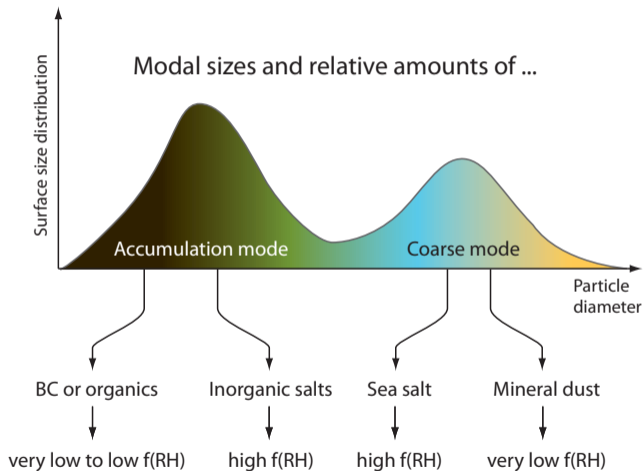 Modal sizes and relative amounts of ...
Surface size distribution
Accumulation mode
Coarse mode
Particle
diameter
BC or organics
Inorganic salts
Sea salt
Mineral dust
very low to low f(RH)
high f(RH)
high f(RH)
very low f(RH)